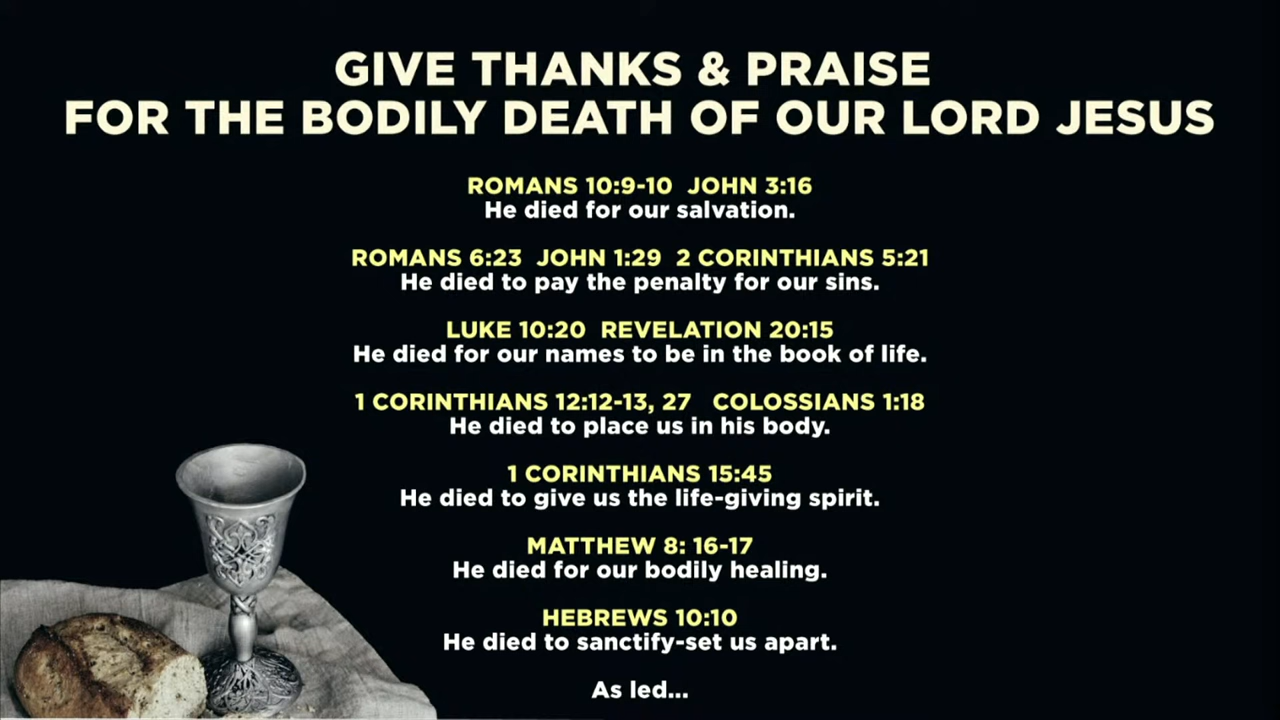 GIVE THANKS & PRAISE
FOR THE BODILY DEATH OF OUR LORD JESUS
ROMANS 10:9-10 JOHN 3:16
He died for our salvation.
ROMANS 6:23 JOHN 1:29 2 CORINTHIANS 5:21
He died to pay the penalty for our sins.
LUKE 10:20 REVELATION 20:15
He died for our names to be in the book of life.
1 CORINTHIANS 12:12-13, 27 COLOSSIANS 1:18
He died to place us in his body.
1 CORINTHIANS 15:45
He died to give us the life-giving spirit.
MATTHEW 8: 16-17
He died for our bodily healing.
HEBREWS 10:10
He died to sanctify-set us apart.
As led...